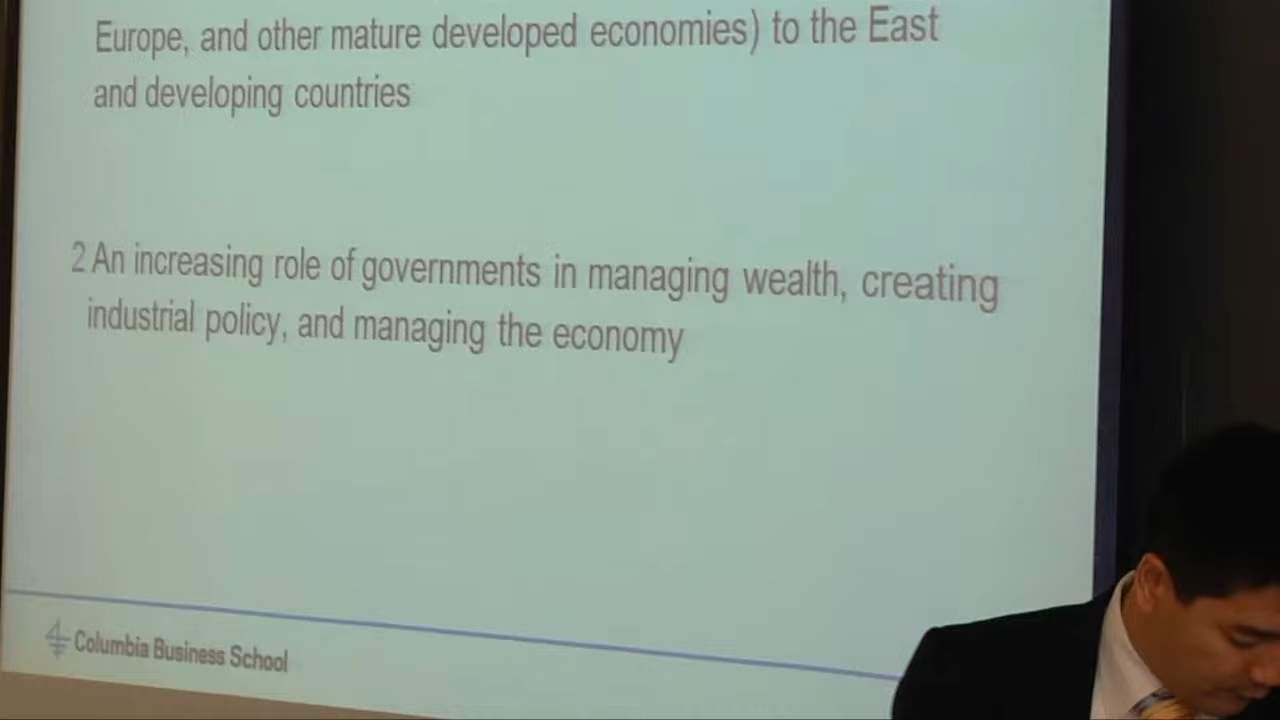 Europe, and other mature developed economies) to the East
and developing countries
2 An increasing role of governments in managing wealth, creating
industrial policy, and managing the economy
Columbia Business School